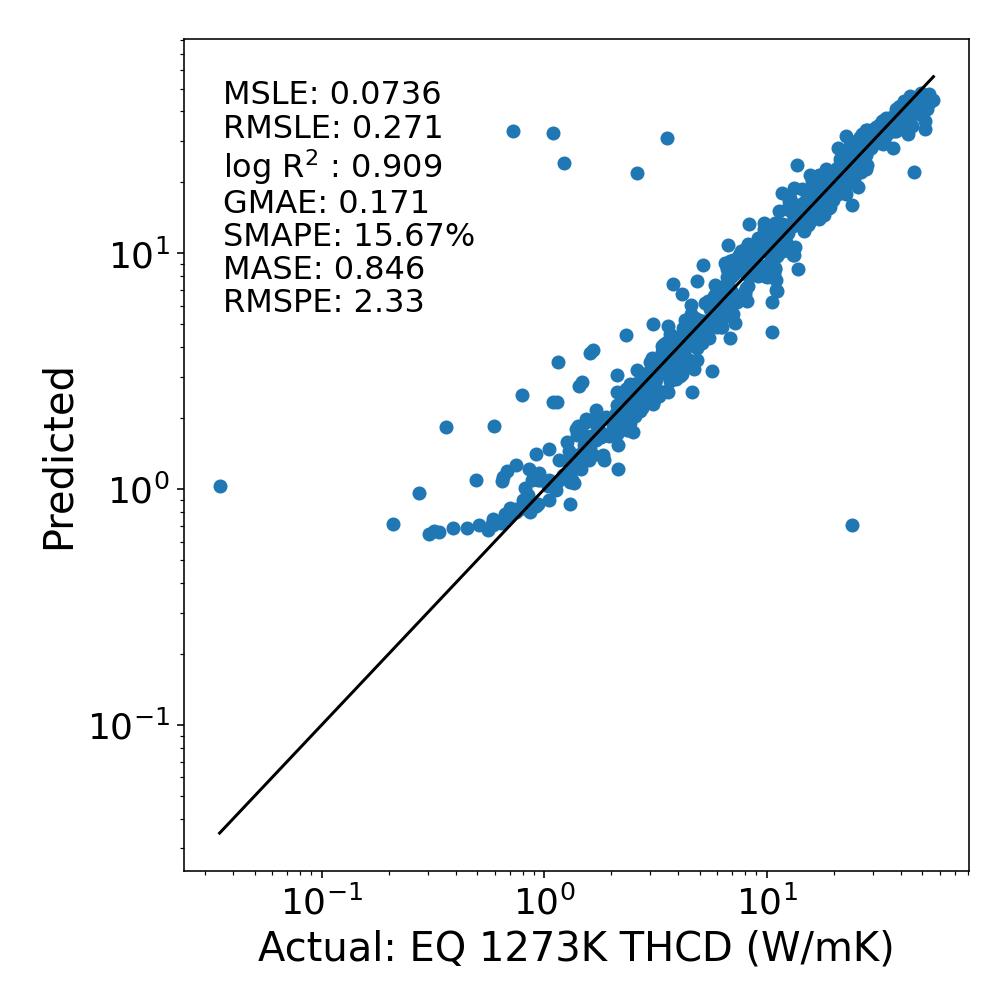 MSLE: 0.0736
RMSLE: 0.271
log R² : 0.909
GMAE: 0.171
SMAPE: 15.67%
MASE: 0.846
RMSPE: 2.33
Predicted
10¹
10⁰
10⁻¹
10⁻¹ 10⁰ 10¹
Actual: EQ 1273K THCD (W/mK)